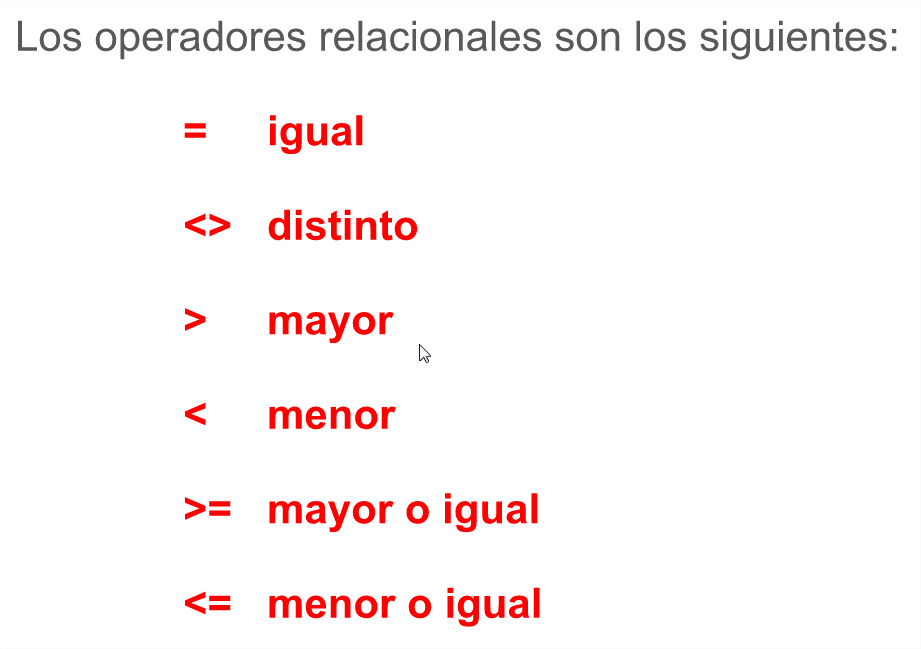 Los operadores relacionales son los siguientes:
= igual
<> distinto
> mayor
< menor
>= mayor o igual
<= menor o igual